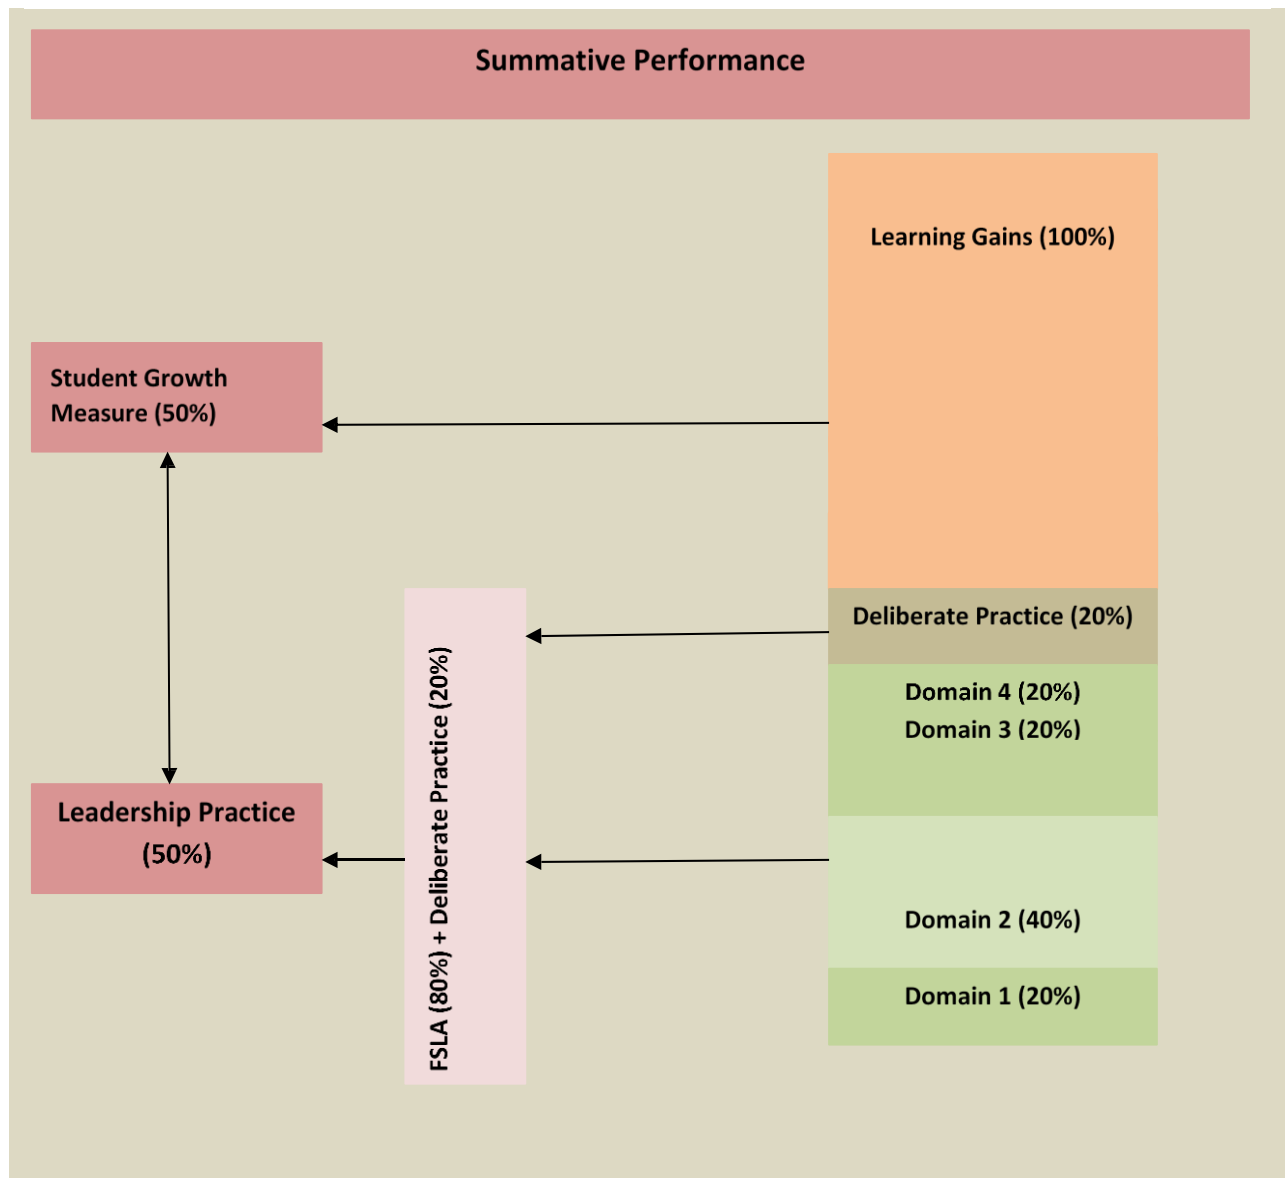 Summative Performance
Learning Gains (100%)
Student Growth
Measure (50%)
Deliberate Practice (20%)
Domain 4 (20%)
Domain 3 (20%)
FSLA (80%) + Deliberate Practice (20%)
Leadership Practice
(50%)
Domain 2 (40%)
Domain 1 (20%)